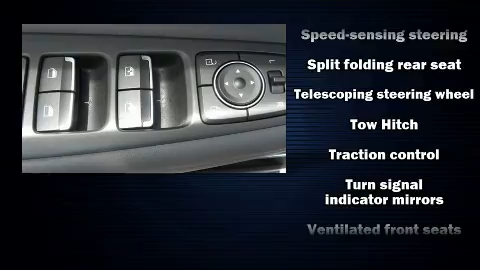 Speed-sensing steering
Split folding rear seat
Telescoping steering wheel
Tow Hitch
Traction control
Turn signal
indicator mirrors
Ventilated front seats